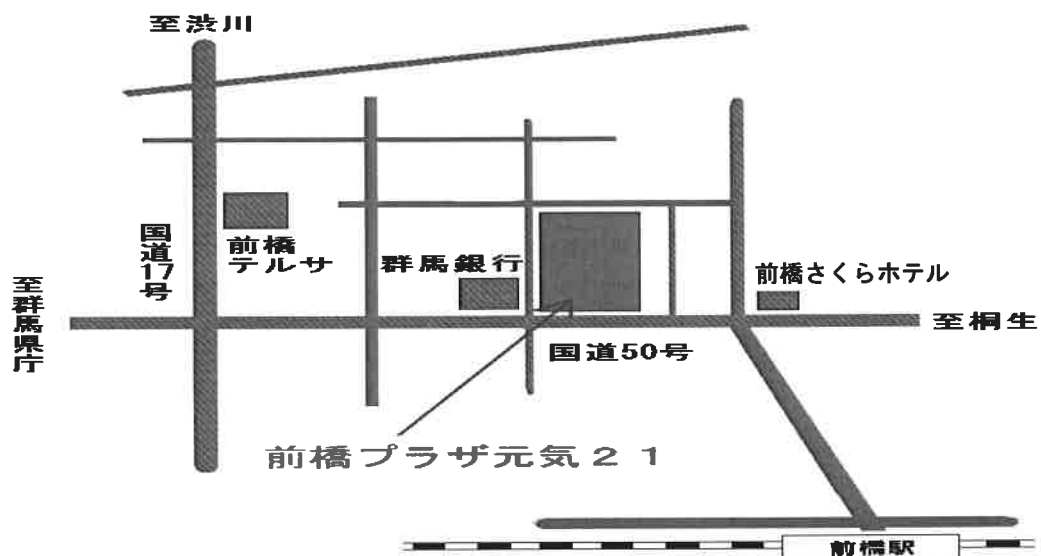 至渋川
国道17号
前橋
テルサ
群馬銀行
前橋さくらホテル
至群馬県庁
至桐生
国道50号
前橋プラザ元気２１
前橋駅